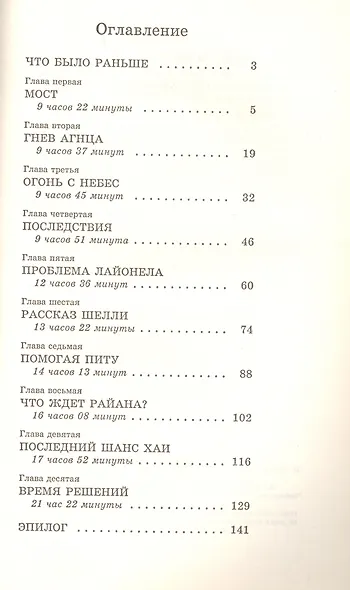 Оглавление
ЧТО БЫЛО РАНЬШЕ . . . . . . . . . . 3
Глава первая
МОСТ
9 часов 22 минуты . . . . . . . . . . . . 5
Глава вторая
ГНЕВ АГНЦА
9 часов 37 минут . . . . . . . . . . . . . 19
Глава третья
ОГОНЬ С НЕБЕС
9 часов 45 минут . . . . . . . . . . . . . 32
Глава четвертая
ПОСЛЕДСТВИЯ
9 часов 51 минута . . . . . . . . . . . . 46
Глава пятая
ПРОБЛЕМА ЛАЙОНЕЛА
12 часов 36 минут . . . . . . . . . . . . 60
Глава шестая
РАССКАЗ ШЕЛЛИ
13 часов 22 минуты . . . . . . . . . . . 74
Глава седьмая
ПОМОГАЯ ПИТУ
14 часов 13 минут . . . . . . . . . . . . 88
Глава восьмая
ЧТО ЖДЕТ РАЙАНА?
16 часов 08 минут . . . . . . . . . . . . 102
Глава девятая
ПОСЛЕДНИЙ ШАНС ХАИ
17 часов 52 минуты . . . . . . . . . . . 116
Глава десятая
ВРЕМЯ РЕШЕНИЙ
21 час 22 минуты . . . . . . . . . . . . . 129
ЭПИЛОГ . . . . . . . . . . . . . . . . . . . 141